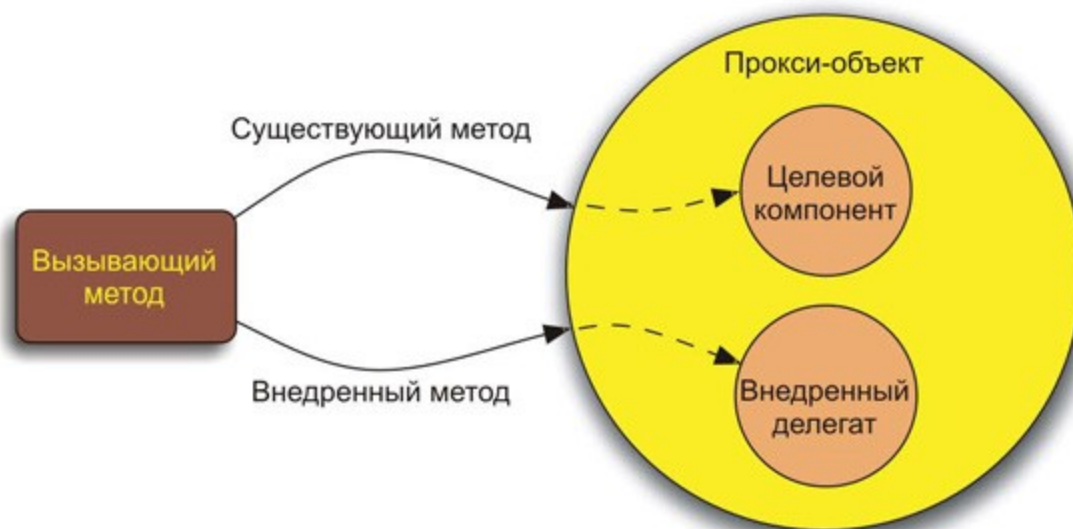 Прокси-объект
Существующий метод
Целевой
компонент
Вызывающий
метод
Внедренный метод
Внедренный
делегат